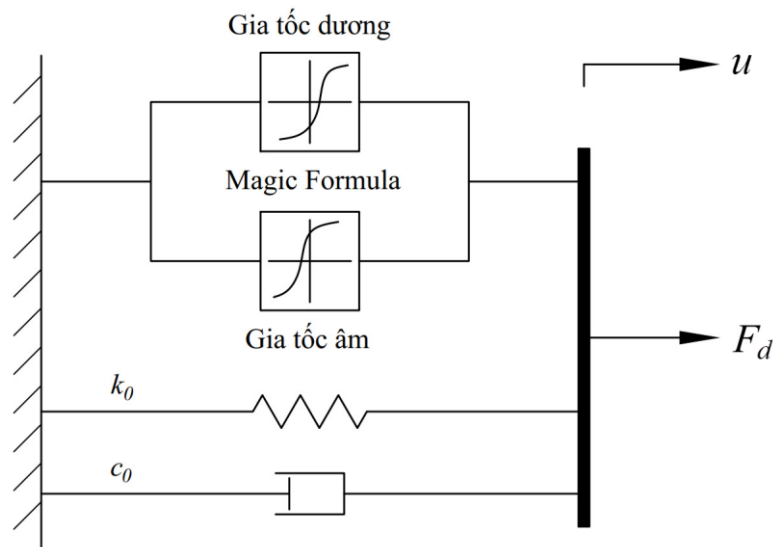 Gia tốc dương
u
Magic Formula
Gia tốc âm
F_d
k_0
c_0